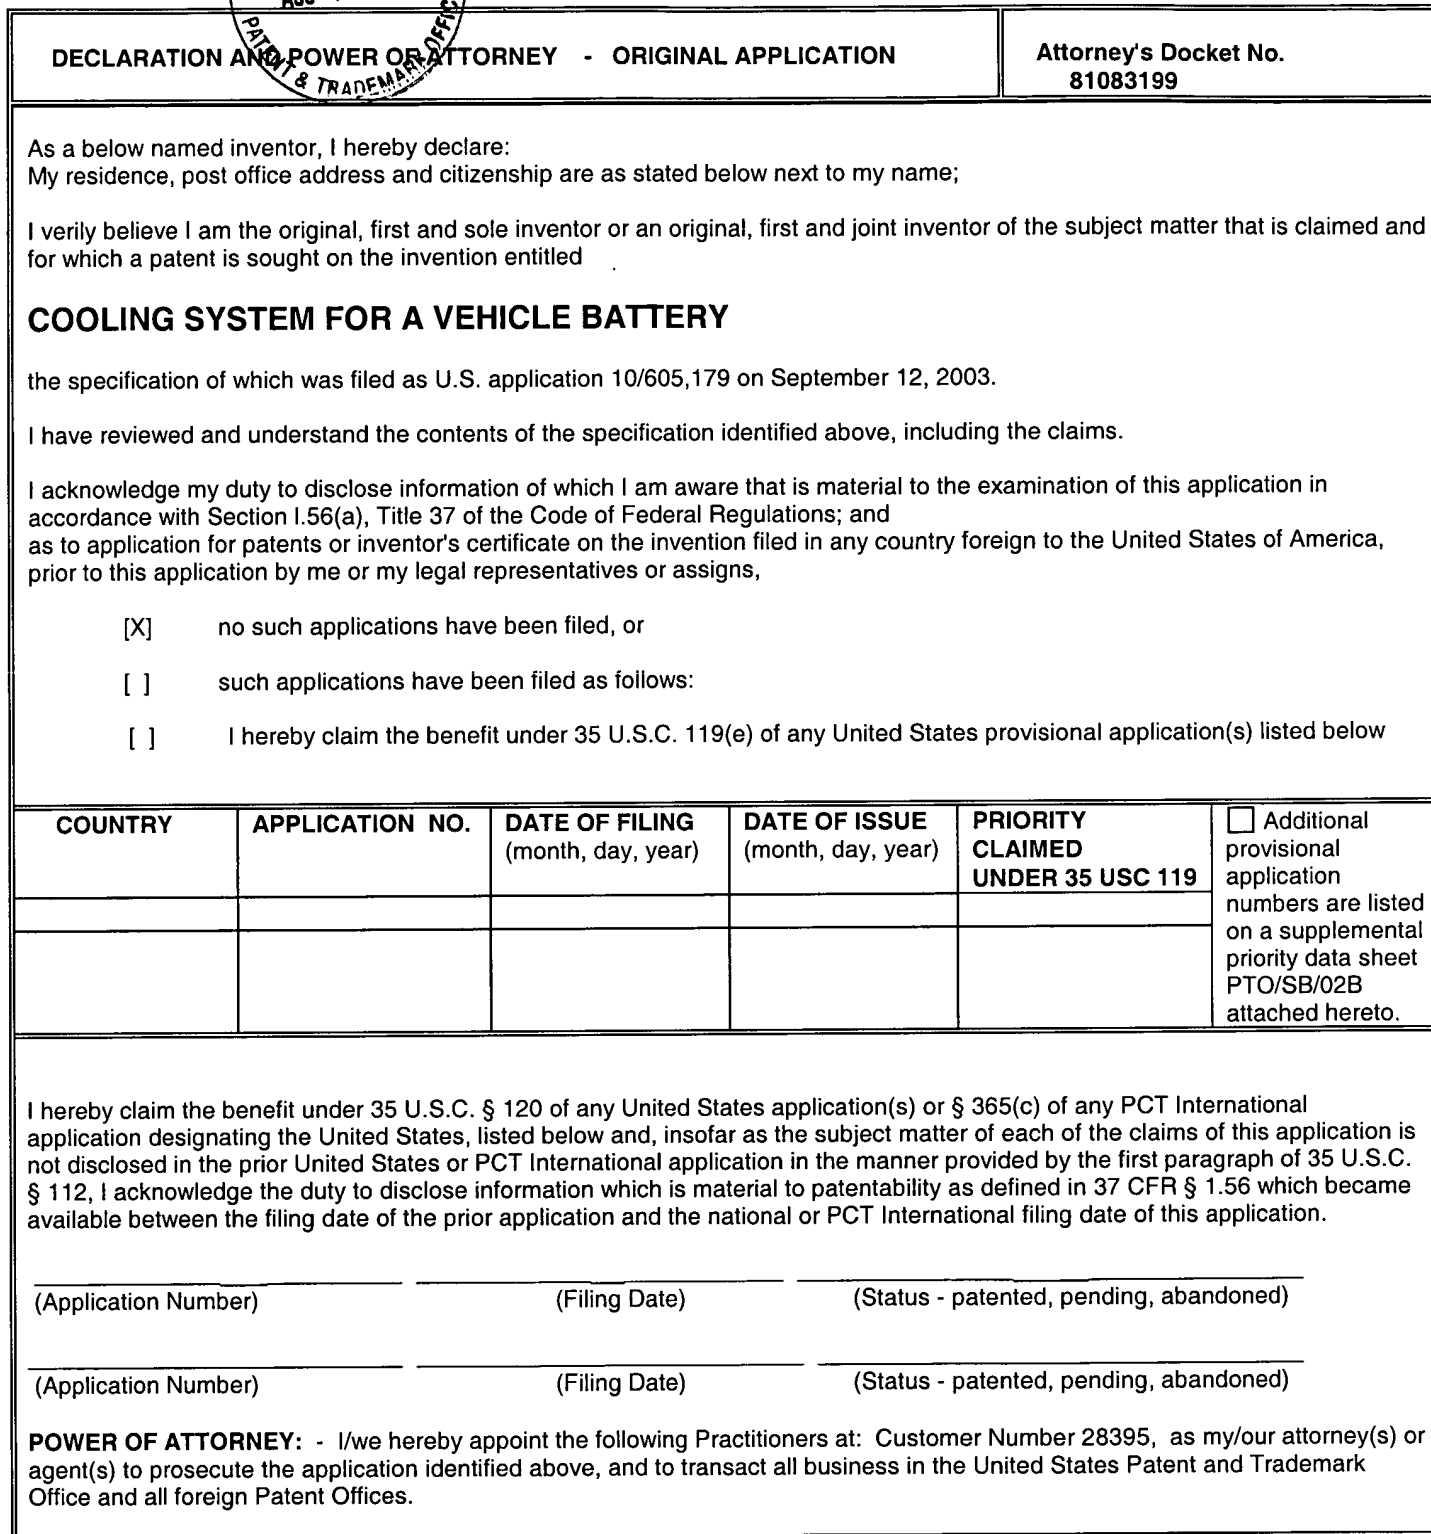 DECLARATION AND POWER OF ATTORNEY - ORIGINAL APPLICATION
Attorney's Docket No.
81083199
PATENT & TRADEMARK
As a below named inventor, I hereby declare:
My residence, post office address and citizenship are as stated below next to my name;
I verily believe I am the original, first and sole inventor or an original, first and joint inventor of the subject matter that is claimed and
for which a patent is sought on the invention entitled
COOLING SYSTEM FOR A VEHICLE BATTERY
the specification of which was filed as U.S. application 10/605,179 on September 12, 2003.
I have reviewed and understand the contents of the specification identified above, including the claims.
I acknowledge my duty to disclose information of which I am aware that is material to the examination of this application in
accordance with Section I.56(a), Title 37 of the Code of Federal Regulations; and
as to application for patents or inventor's certificate on the invention filed in any country foreign to the United States of America,
prior to this application by me or my legal representatives or assigns,
[X] no such applications have been filed, or
[ ] such applications have been filed as follows:
[ ] I hereby claim the benefit under 35 U.S.C. 119(e) of any United States provisional application(s) listed below
COUNTRY
APPLICATION NO.
DATE OF FILING
(month, day, year)
DATE OF ISSUE
(month, day, year)
PRIORITY
CLAIMED
UNDER 35 USC 119
Additional
provisional
application
numbers are listed
on a supplemental
priority data sheet
PTO/SB/02B
attached hereto.
I hereby claim the benefit under 35 U.S.C. § 120 of any United States application(s) or § 365(c) of any PCT International
application designating the United States, listed below and, insofar as the subject matter of each of the claims of this application is
not disclosed in the prior United States or PCT International application in the manner provided by the first paragraph of 35 U.S.C.
§ 112, I acknowledge the duty to disclose information which is material to patentability as defined in 37 CFR § 1.56 which became
available between the filing date of the prior application and the national or PCT International filing date of this application.
(Application Number) (Filing Date) (Status - patented, pending, abandoned)
(Application Number) (Filing Date) (Status - patented, pending, abandoned)
POWER OF ATTORNEY: - I/we hereby appoint the following Practitioners at: Customer Number 28395, as my/our attorney(s) or
agent(s) to prosecute the application identified above, and to transact all business in the United States Patent and Trademark
Office and all foreign Patent Offices.